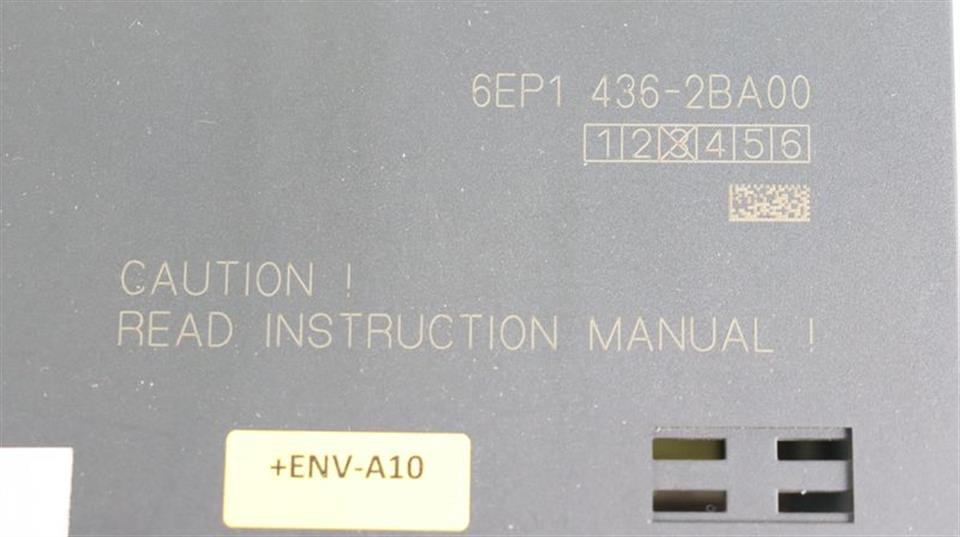 6EP1 436-2BA00
1 2 3 4 5 6
CAUTION !
READ INSTRUCTION MANUAL !
+ENV-A10